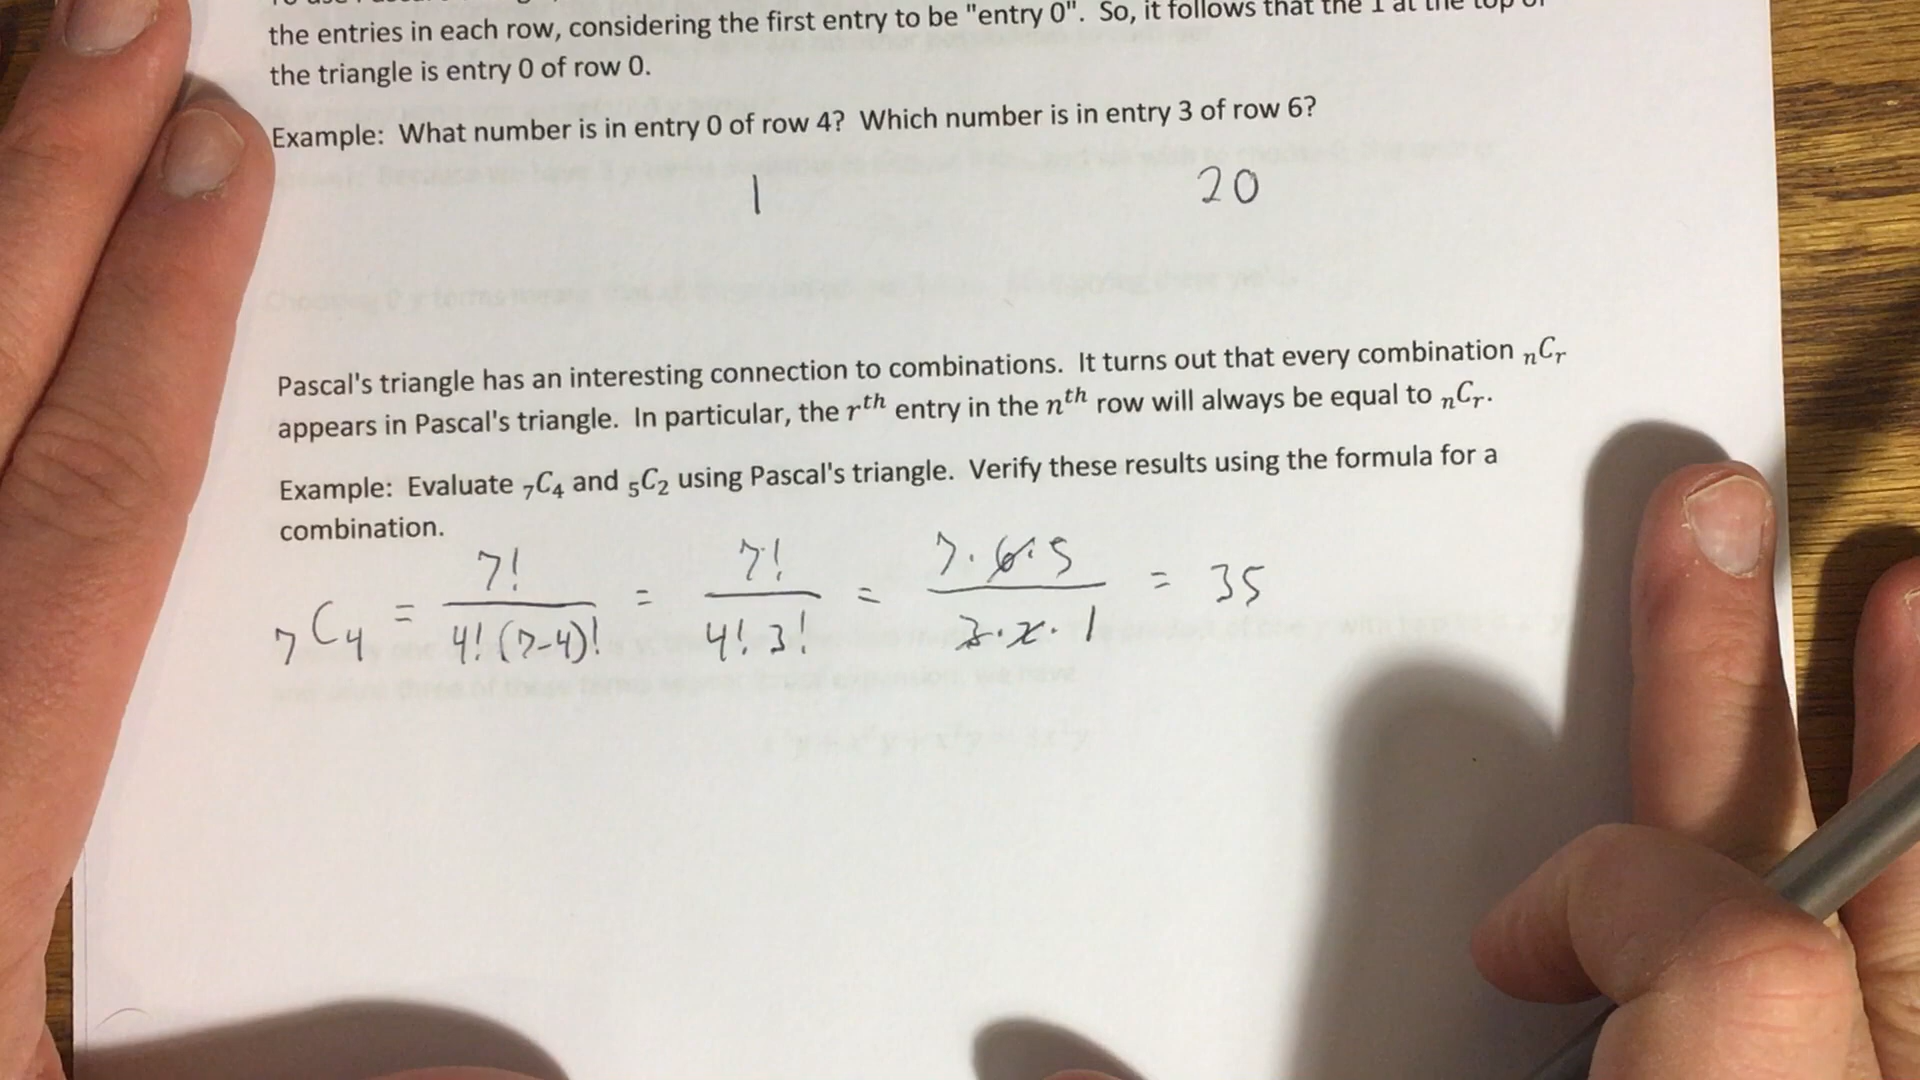 the entries in each row, considering the first entry to be "entry 0". So, it follows that the 1 at the top of
the triangle is entry 0 of row 0.
Example: What number is in entry 0 of row 4? Which number is in entry 3 of row 6?
1 20
Pascal's triangle has an interesting connection to combinations. It turns out that every combination ₙCᵣ
appears in Pascal's triangle. In particular, the rᵗʰ entry in the nᵗʰ row will always be equal to ₙCᵣ.
Example: Evaluate ₇C₄ and ₅C₂ using Pascal's triangle. Verify these results using the formula for a
combination.
₇C₄ = 7! / 4!(7-4)! = 7! / 4! 3! = 7·6·5 / 3·2·1 = 35